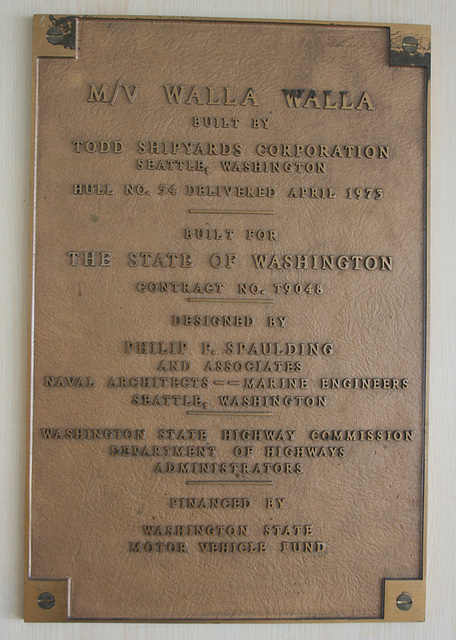 M/V WALLA WALLA
BUILT BY
TODD SHIPYARDS CORPORATION
SEATTLE, WASHINGTON
HULL NO. 54 DELIVERED APRIL 1973
BUILT FOR
THE STATE OF WASHINGTON
CONTRACT NO. T9048
DESIGNED BY
PHILIP F. SPAULDING
AND ASSOCIATES
NAVAL ARCHITECTS -- MARINE ENGINEERS
SEATTLE, WASHINGTON
WASHINGTON STATE HIGHWAY COMMISSION
DEPARTMENT OF HIGHWAYS
ADMINISTRATORS
FINANCED BY
WASHINGTON STATE
MOTOR VEHICLE FUND